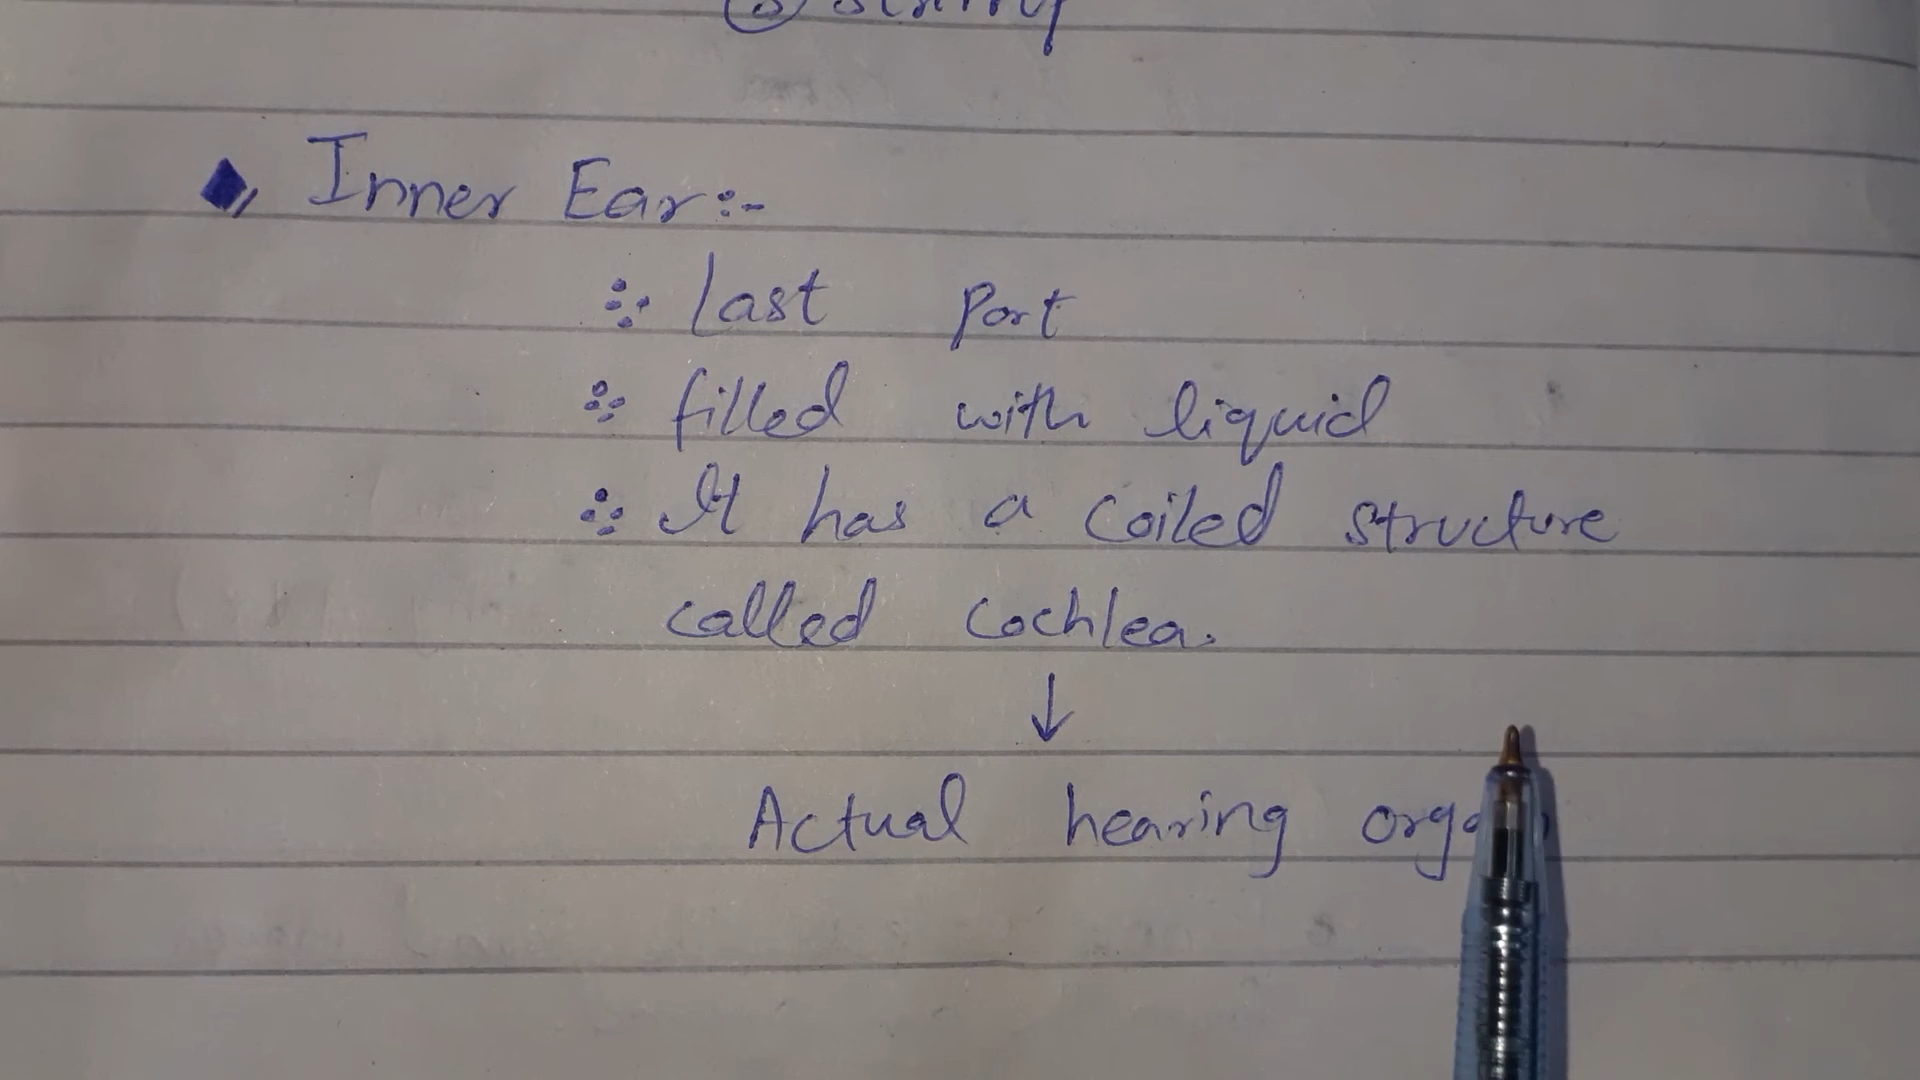 Inner Ear:-
last part
filled with liquid
It has a coiled structure
called cochlea.
↓
Actual hearing